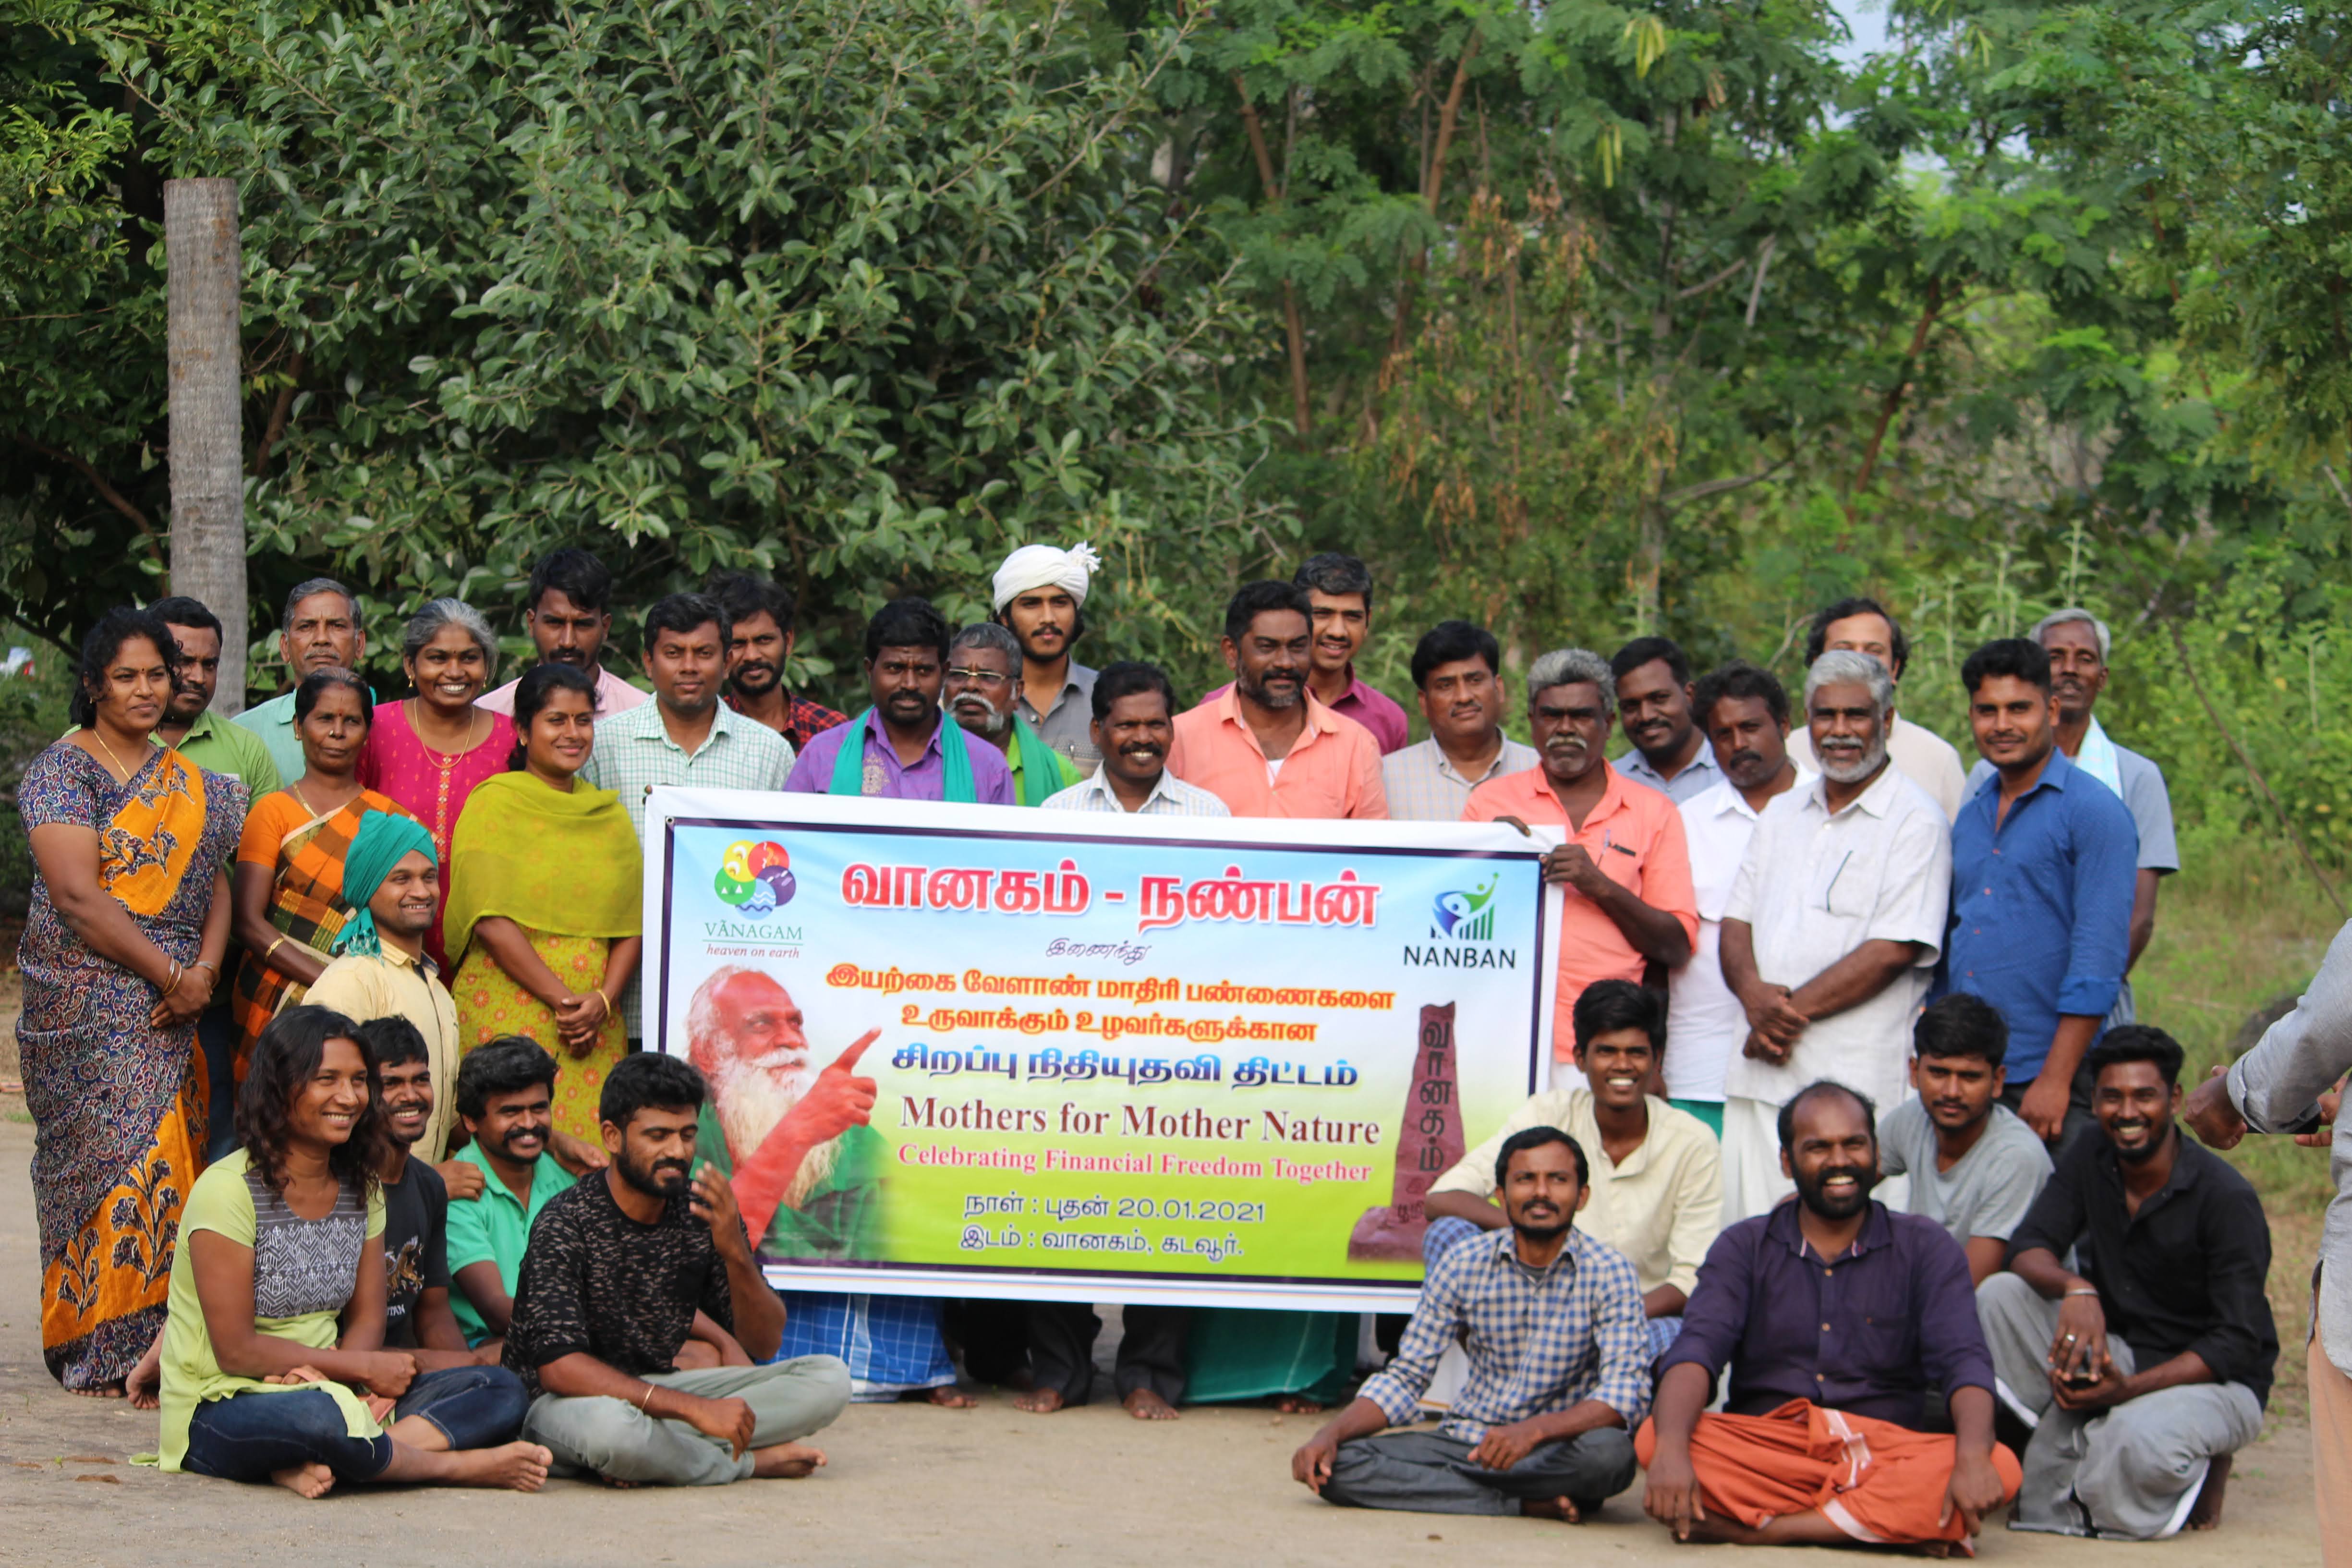 வானகம் - நண்பன்
VÃNAGAM
heaven on earth
NANBAN
இணைந்து
இயற்கை வேளாண் மாதிரி பண்ணைகளை
உருவாக்கும் உழவர்களுக்கான
சிறப்பு நிதியுதவி திட்டம்
Mothers for Mother Nature
Celebrating Financial Freedom Together
நாள் : புதன் 20.01.2021
இடம் : வானகம், கடவூர்.
வானகம்